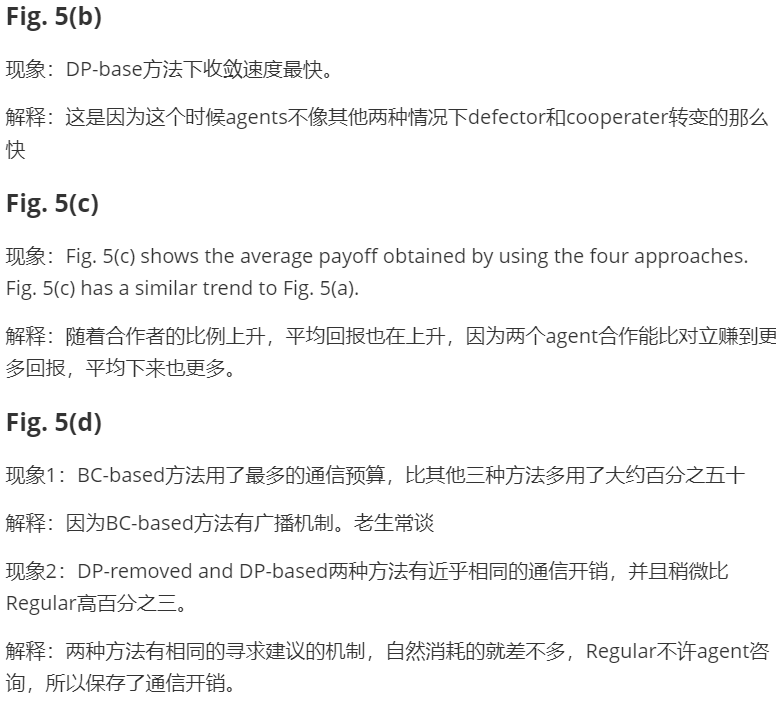 Fig. 5(b)
现象：DP-base方法下收敛速度最快。
解释：这是因为这个时候agents不像其他两种情况下defector和cooperater转变的那么
快
Fig. 5(c)
现象：Fig. 5(c) shows the average payoff obtained by using the four approaches.
Fig. 5(c) has a similar trend to Fig. 5(a).
解释：随着合作者的比例上升，平均回报也在上升，因为两个agent合作能比对立赚到更
多回报，平均下来也更多。
Fig. 5(d)
现象1：BC-based方法用了最多的通信预算，比其他三种方法多用了大约百分之五十
解释：因为BC-based方法有广播机制。老生常谈
现象2：DP-removed and DP-based两种方法有近乎相同的通信开销，并且稍微比
Regular高百分之三。
解释：两种方法有相同的寻求建议的机制，自然消耗的就差不多，Regular不许agent咨
询，所以保存了通信开销。